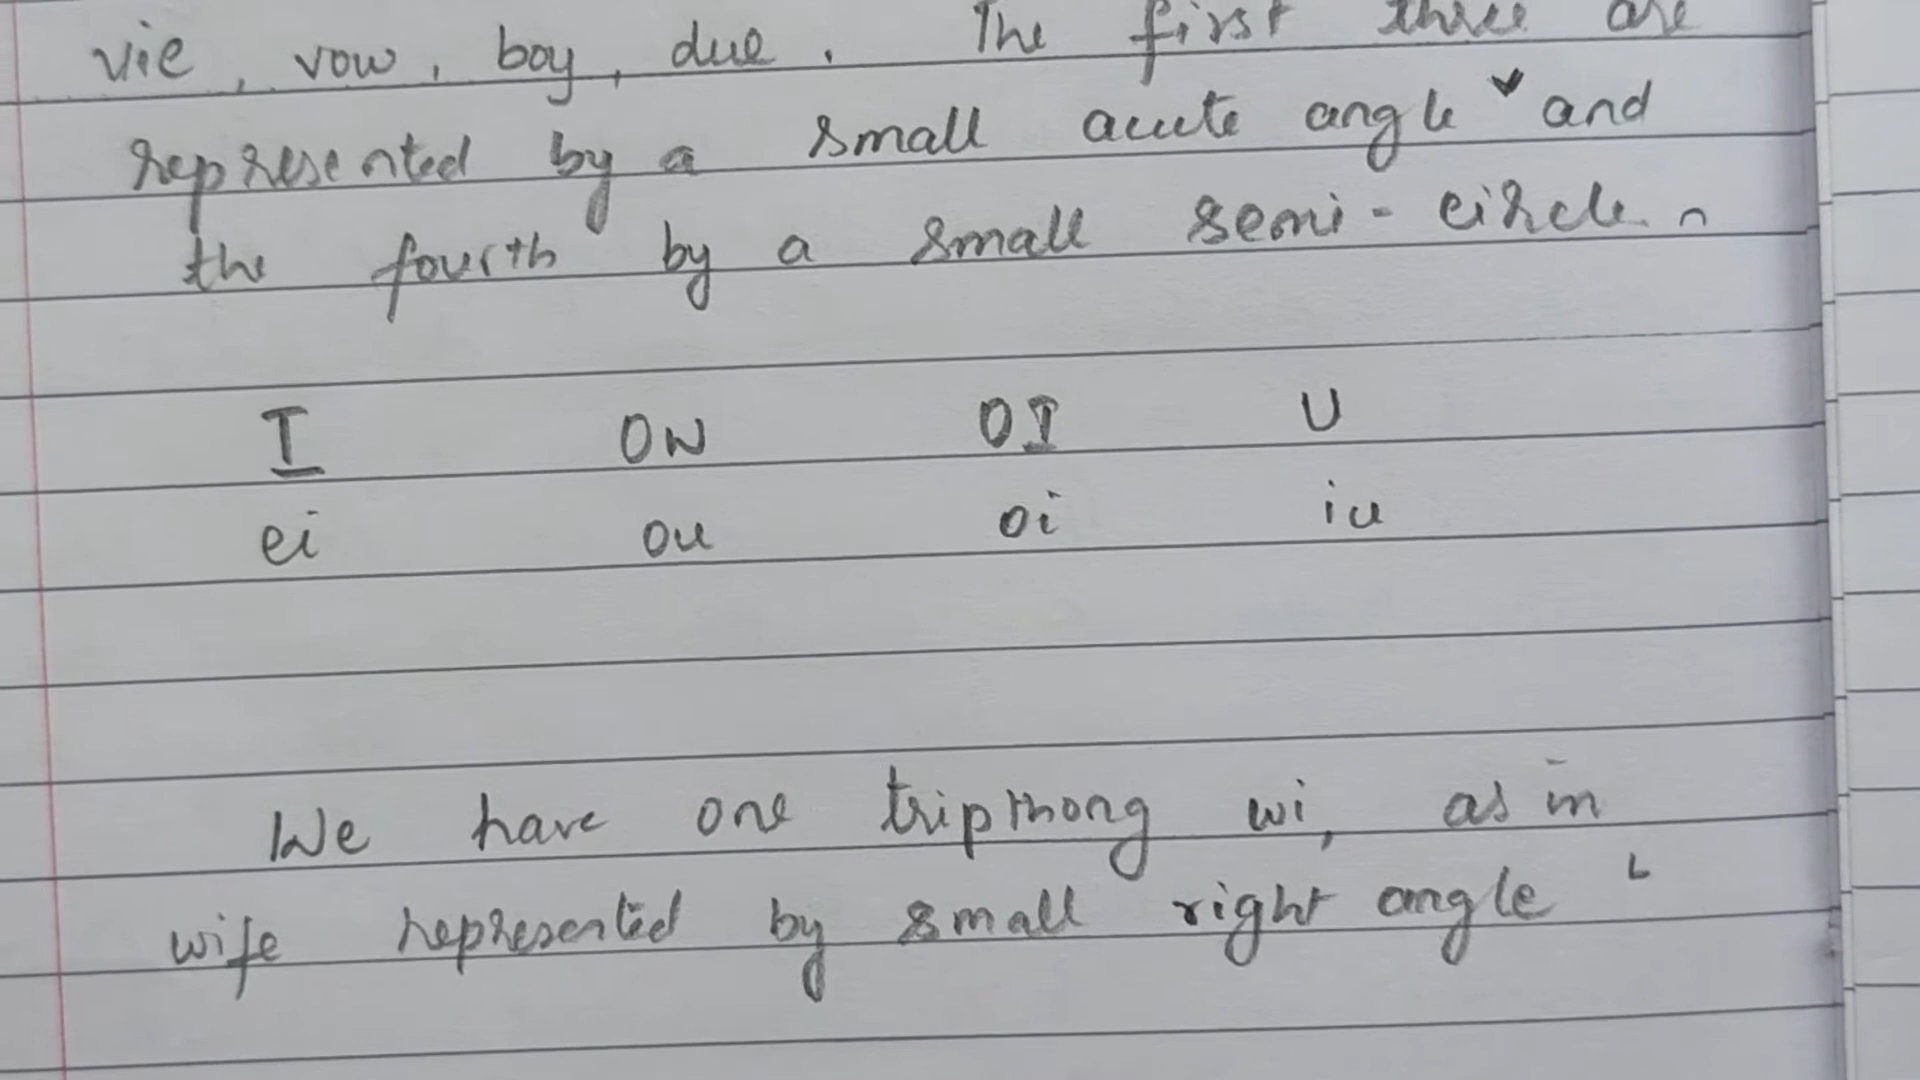 vie, vow, boy, due. The first three are
represented by a small acute angle ˅ and
the fourth by a small semi-circle. ∩
I OW OI U
ei ou oi iu
We have one tripthong wi, as in
wife represented by small right angle ∟